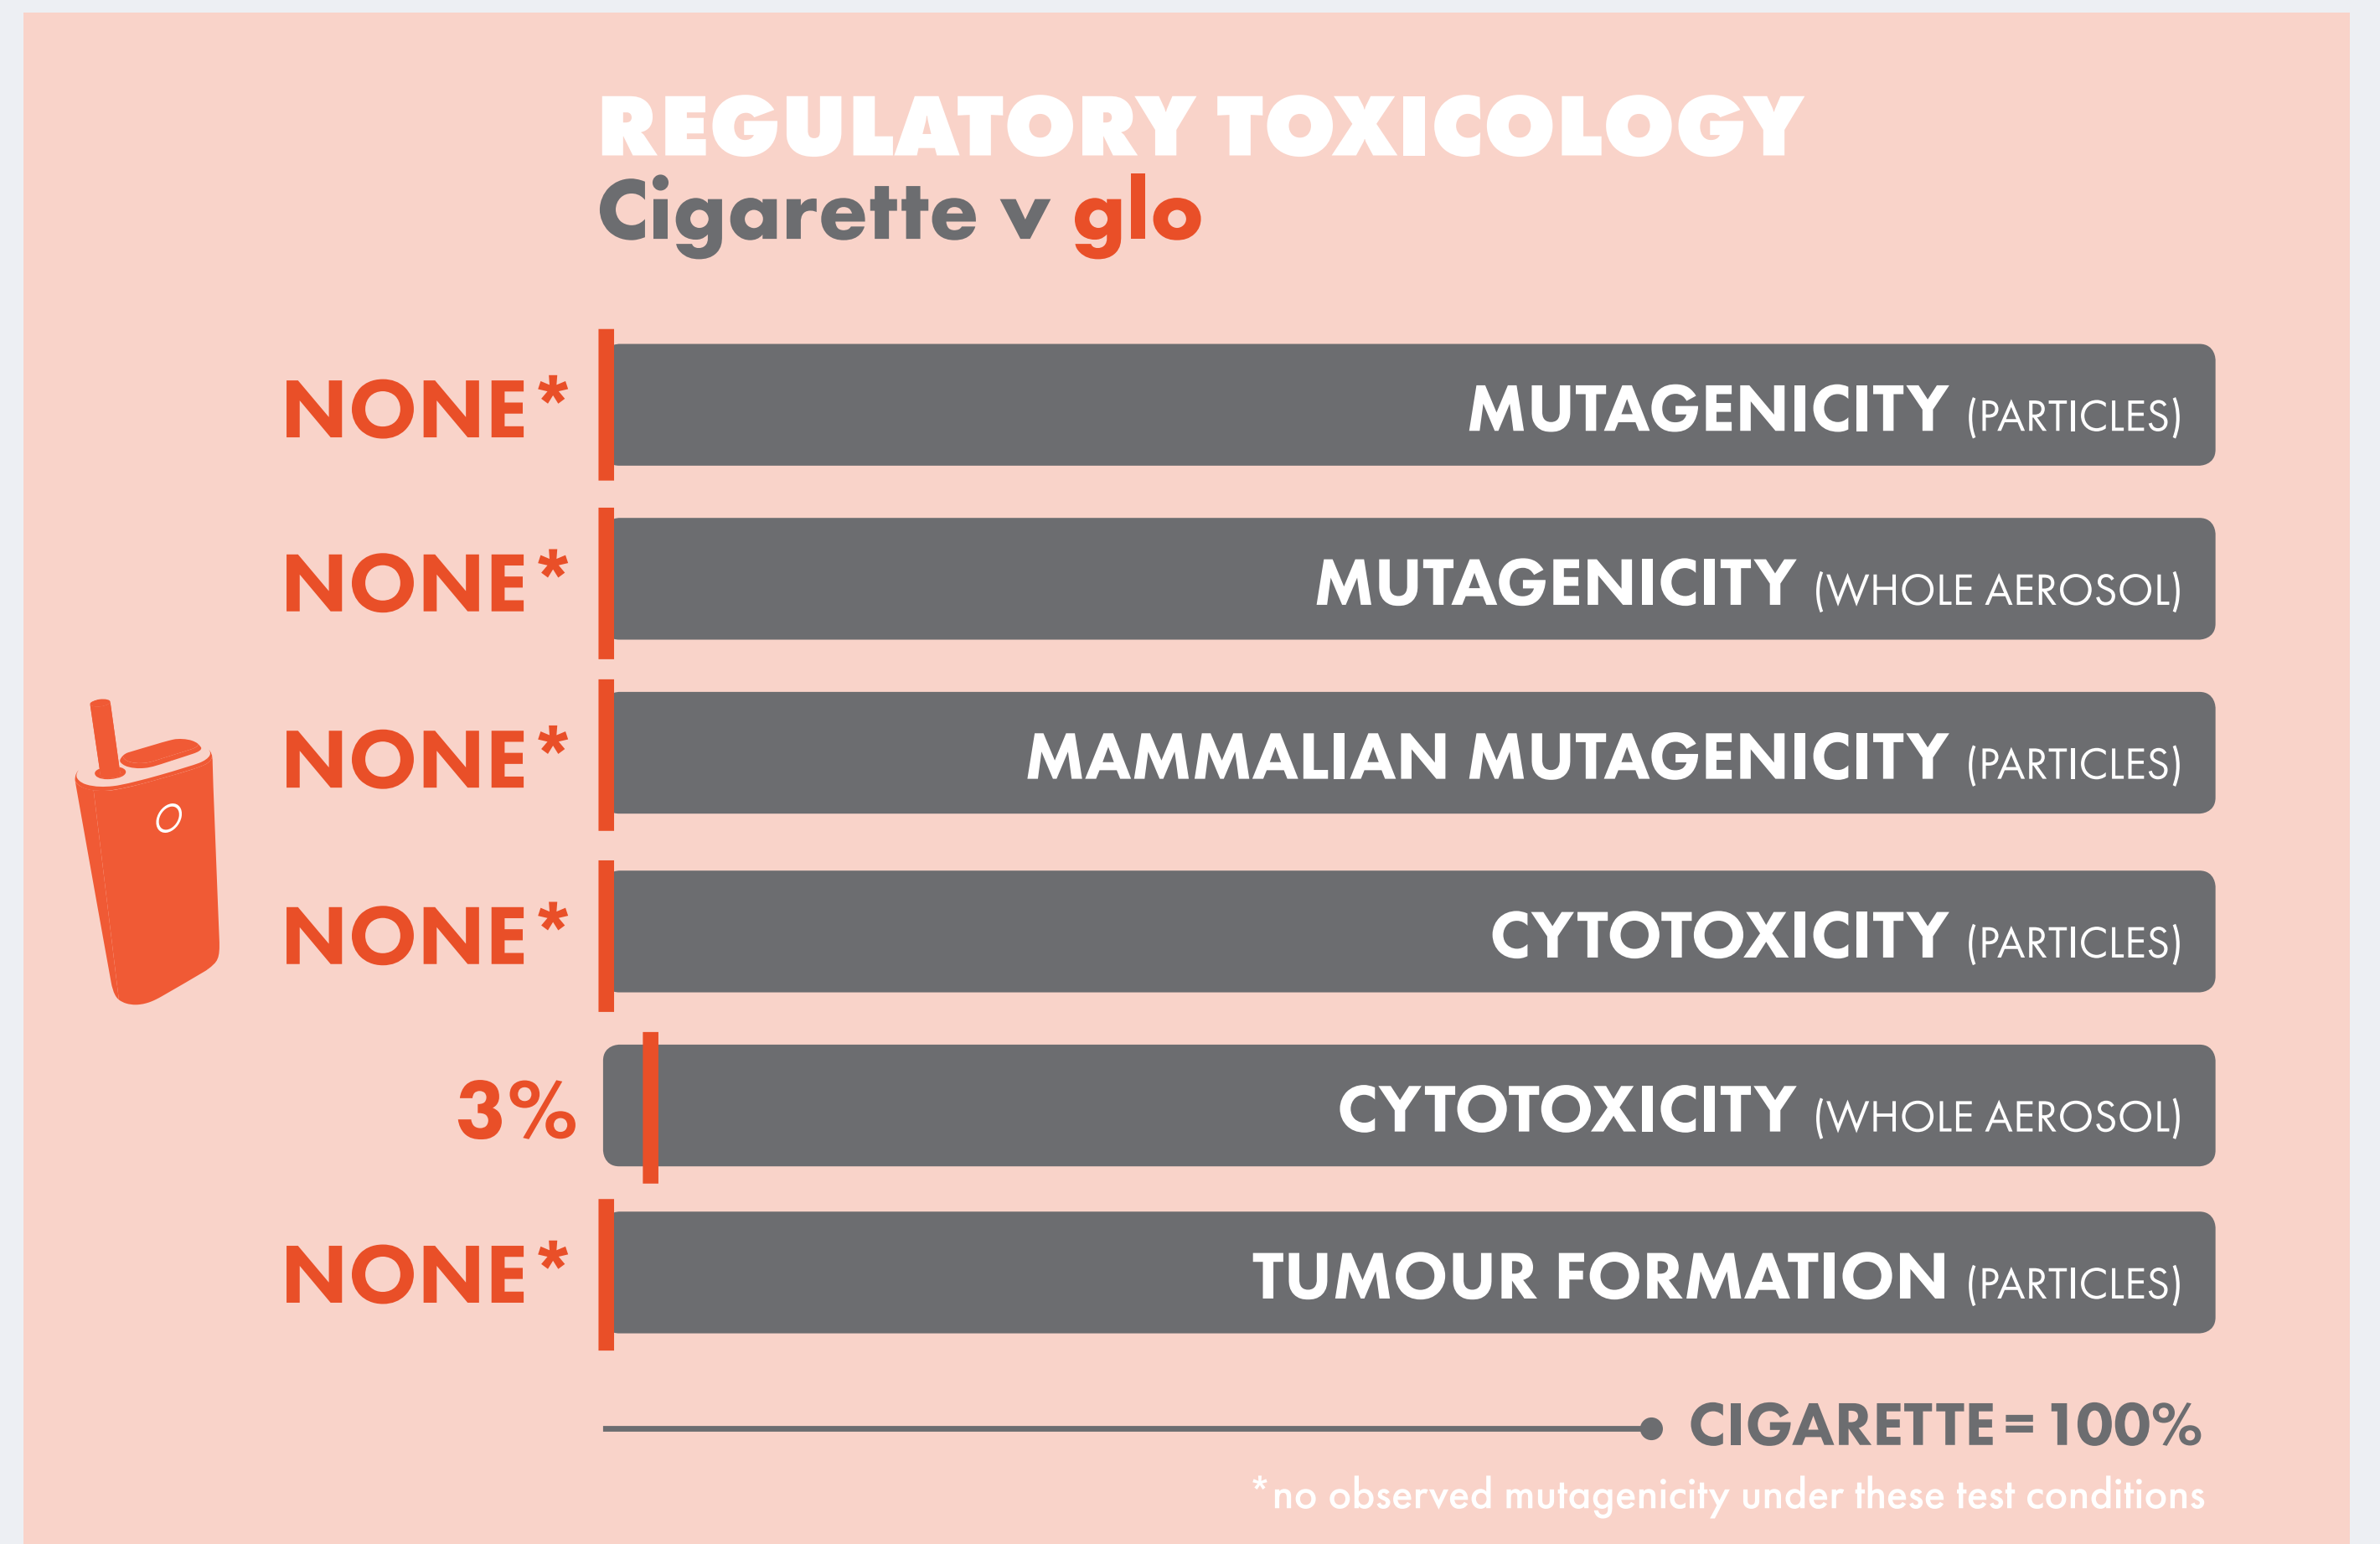 REGULATORY TOXICOLOGY
Cigarette v glo
NONE* MUTAGENICITY (PARTICLES)
NONE* MUTAGENICITY (WHOLE AEROSOL)
NONE* MAMMALIAN MUTAGENICITY (PARTICLES)
NONE* CYTOTOXICITY (PARTICLES)
3% CYTOTOXICITY (WHOLE AEROSOL)
NONE* TUMOUR FORMATION (PARTICLES)
CIGARETTE = 100%
*no observed mutagenicity under these test conditions